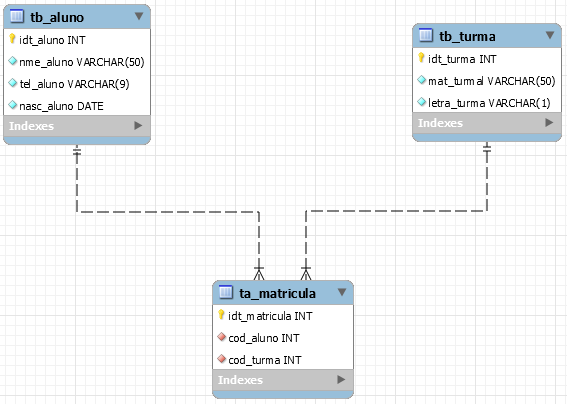 tb_aluno
idt_aluno INT
nme_aluno VARCHAR(50)
tel_aluno VARCHAR(9)
nasc_aluno DATE
Indexes
tb_turma
idt_turma INT
mat_turmal VARCHAR(50)
letra_turma VARCHAR(1)
Indexes
ta_matricula
idt_matricula INT
cod_aluno INT
cod_turma INT
Indexes